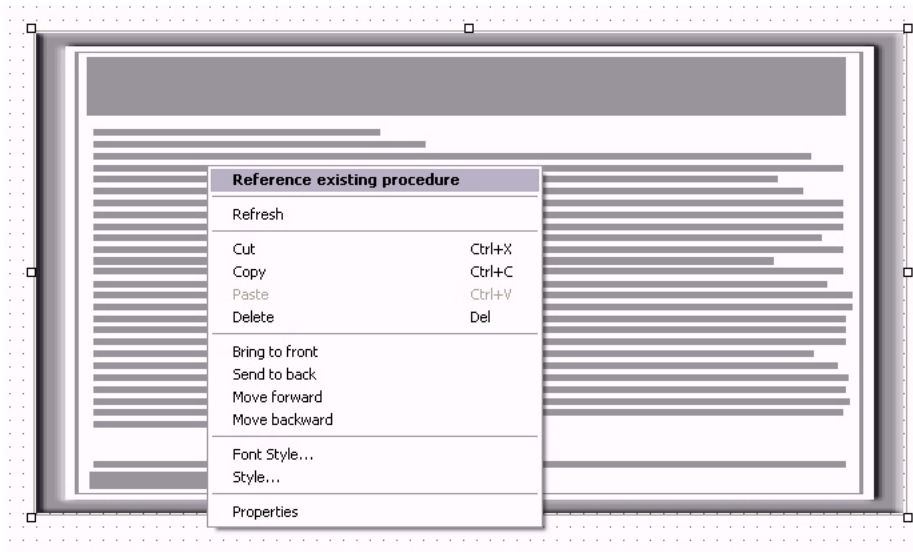 Reference existing procedure
Refresh
Cut Ctrl+X
Copy Ctrl+C
Paste Ctrl+V
Delete Del
Bring to front
Send to back
Move forward
Move backward
Font Style...
Style...
Properties